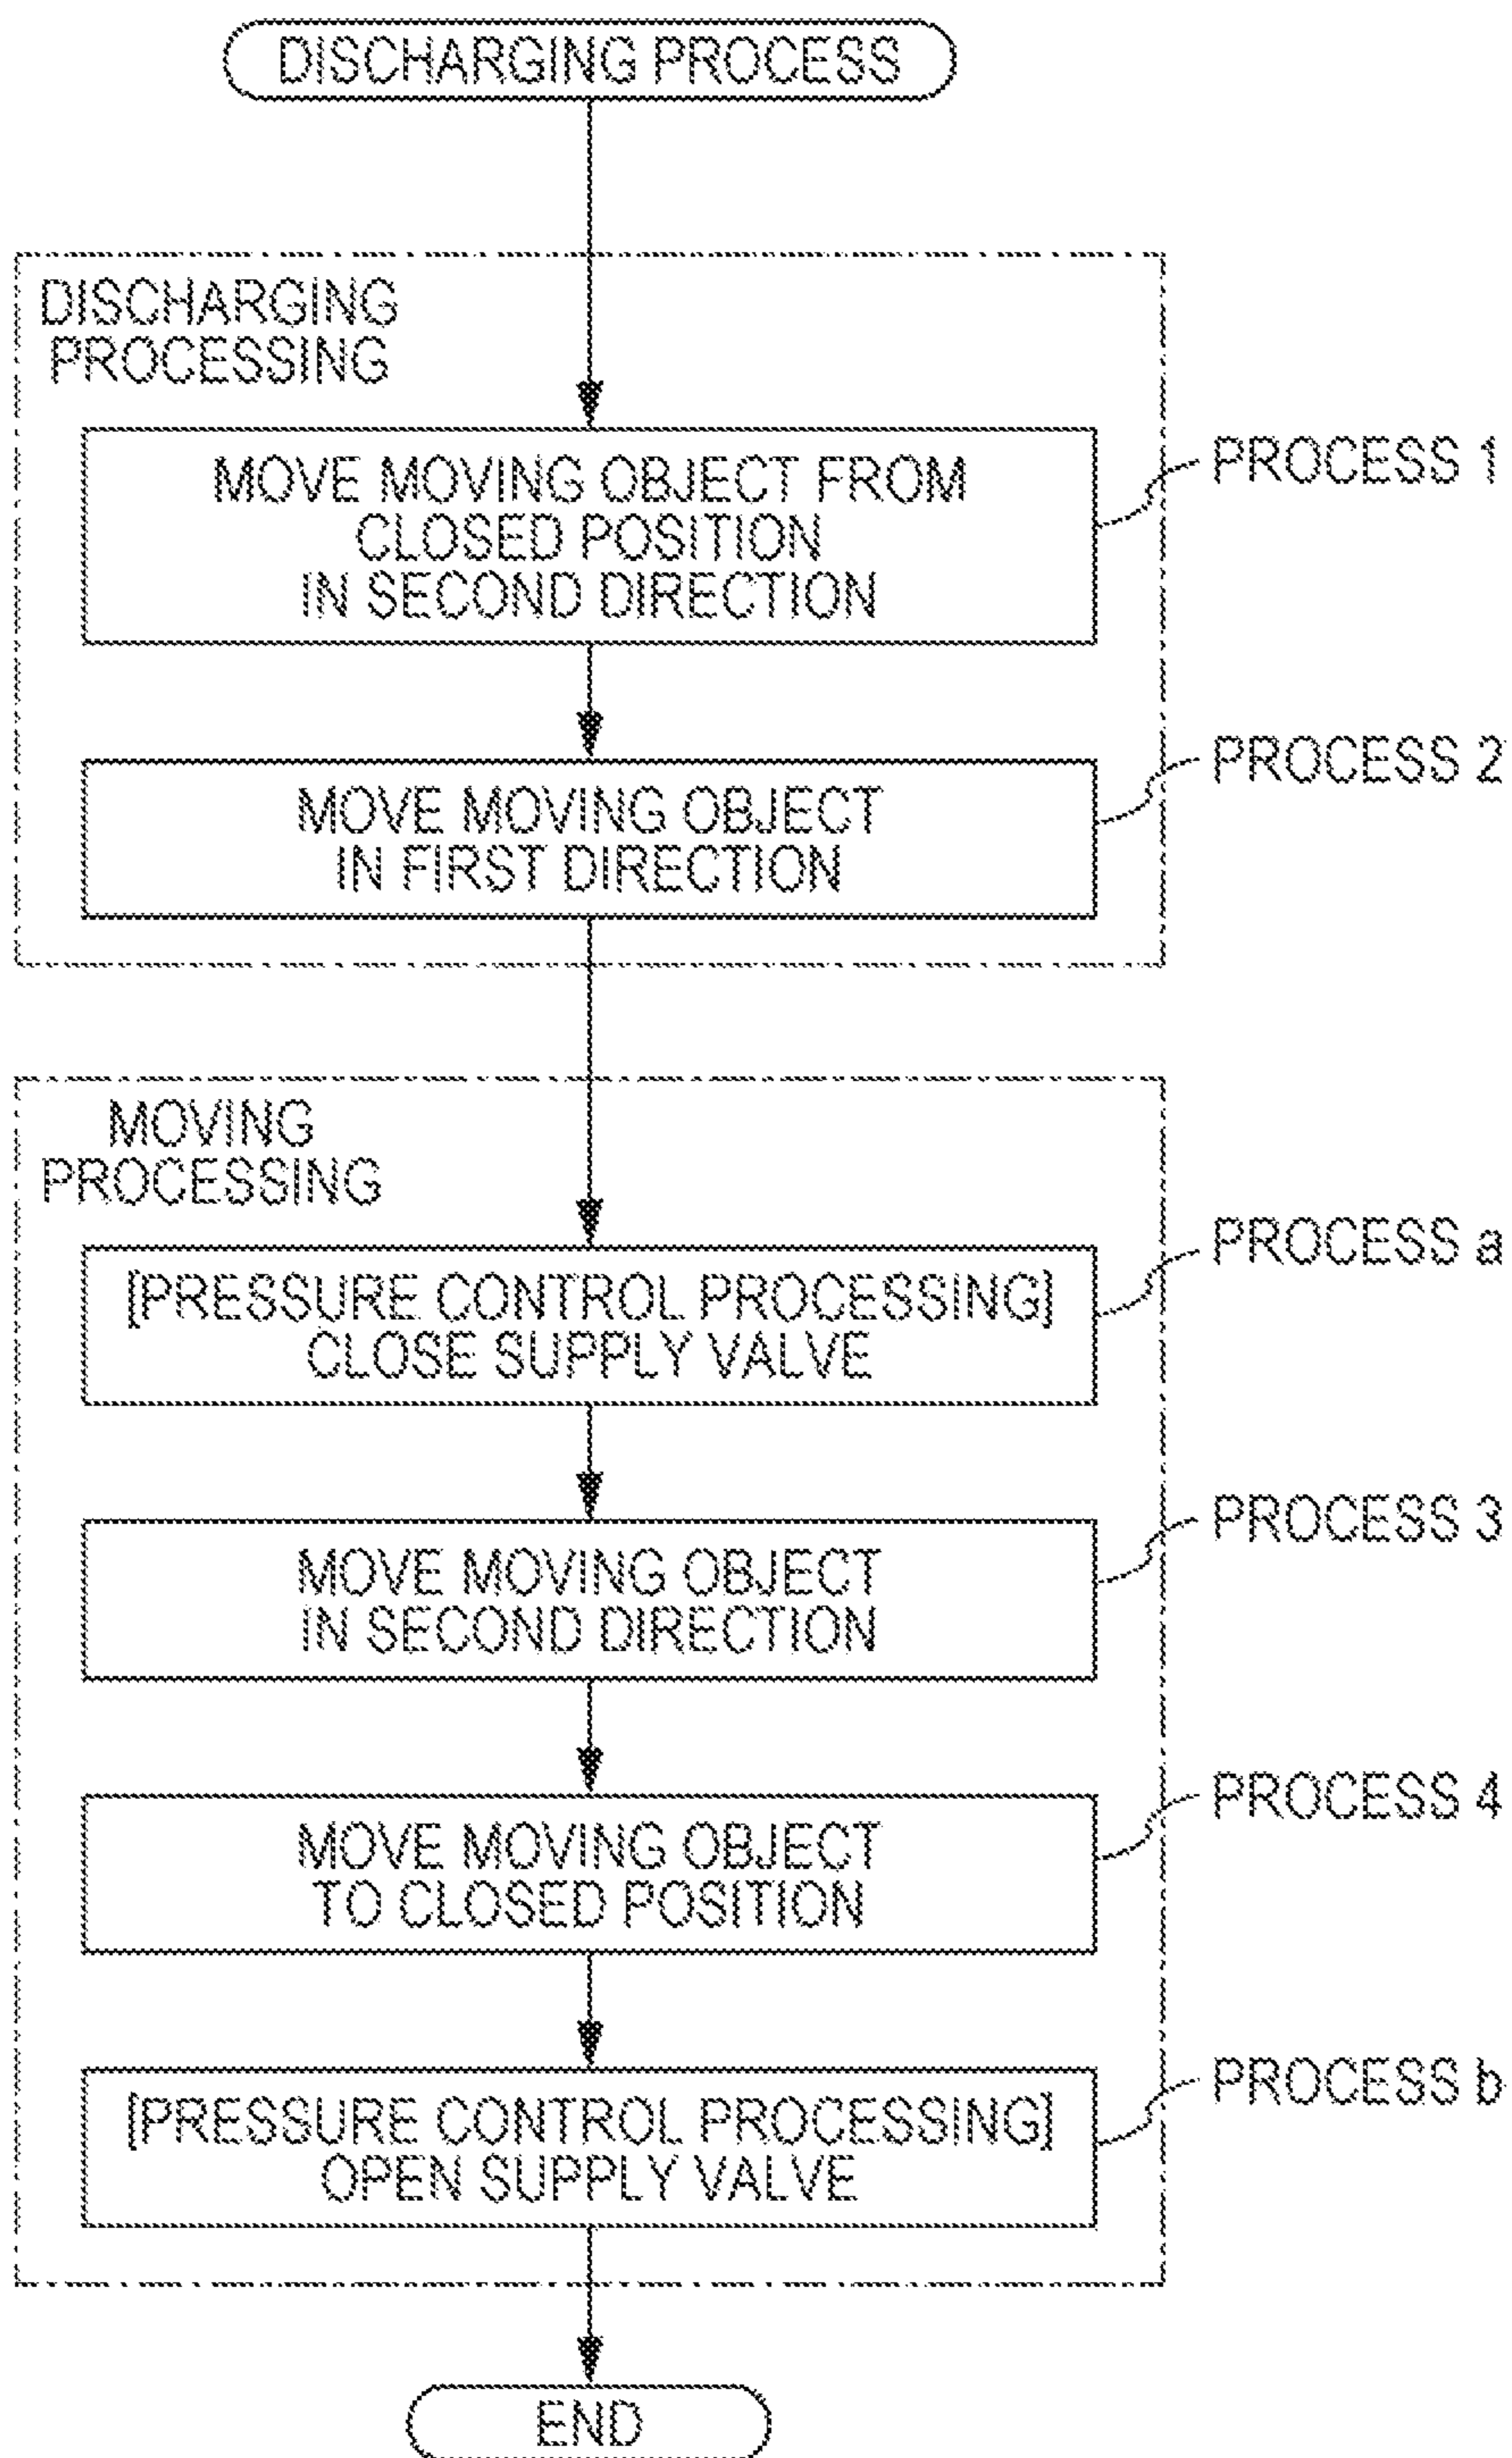 DISCHARGING PROCESS
DISCHARGING
PROCESSING
MOVE MOVING OBJECT FROM
CLOSED POSITION
IN SECOND DIRECTION
PROCESS 1
MOVE MOVING OBJECT
IN FIRST DIRECTION
PROCESS 2
MOVING
PROCESSING
[PRESSURE CONTROL PROCESSING]
CLOSE SUPPLY VALVE
PROCESS a
MOVE MOVING OBJECT
IN SECOND DIRECTION
PROCESS 3
MOVE MOVING OBJECT
TO CLOSED POSITION
PROCESS 4
[PRESSURE CONTROL PROCESSING]
OPEN SUPPLY VALVE
PROCESS b
END